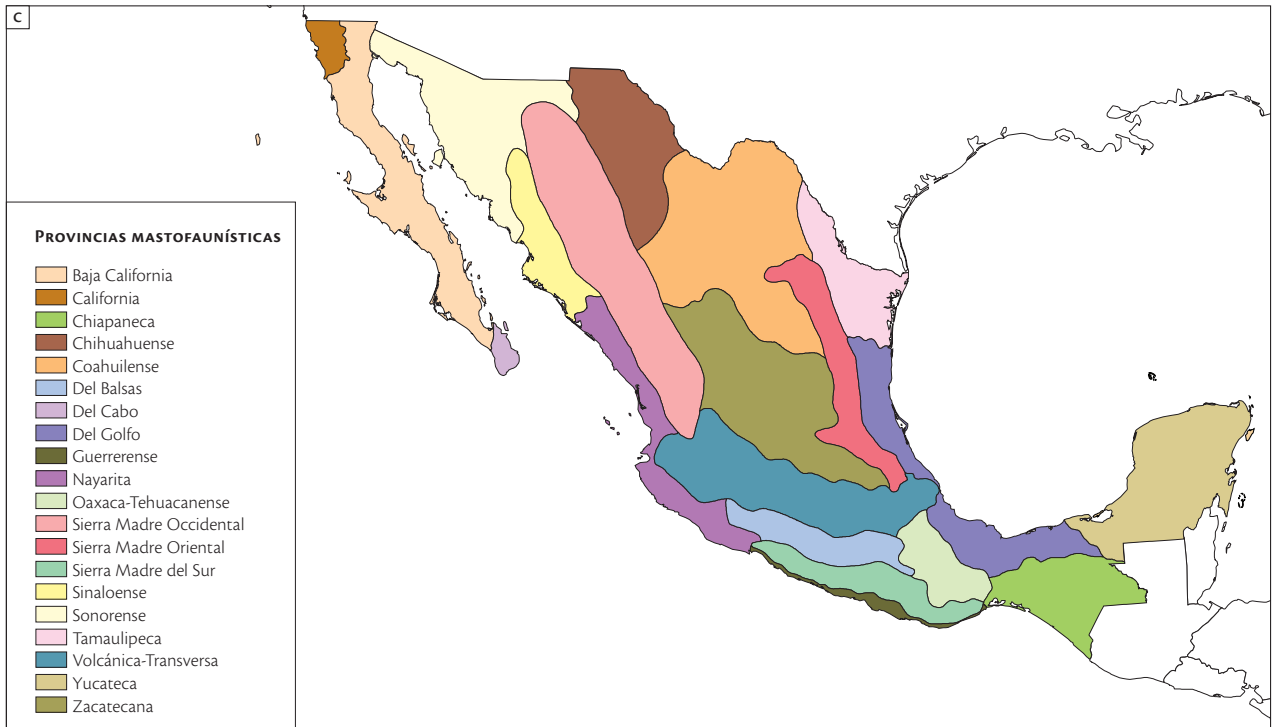 C
PROVINCIAS MASTOFAUNÍSTICAS
Baja California
California
Chiapaneca
Chihuahuense
Coahuilense
Del Balsas
Del Cabo
Del Golfo
Guerrerense
Nayarita
Oaxaca-Tehuacanense
Sierra Madre Occidental
Sierra Madre Oriental
Sierra Madre del Sur
Sinaloense
Sonorense
Tamaulipeca
Volcánica-Transversa
Yucateca
Zacatecana